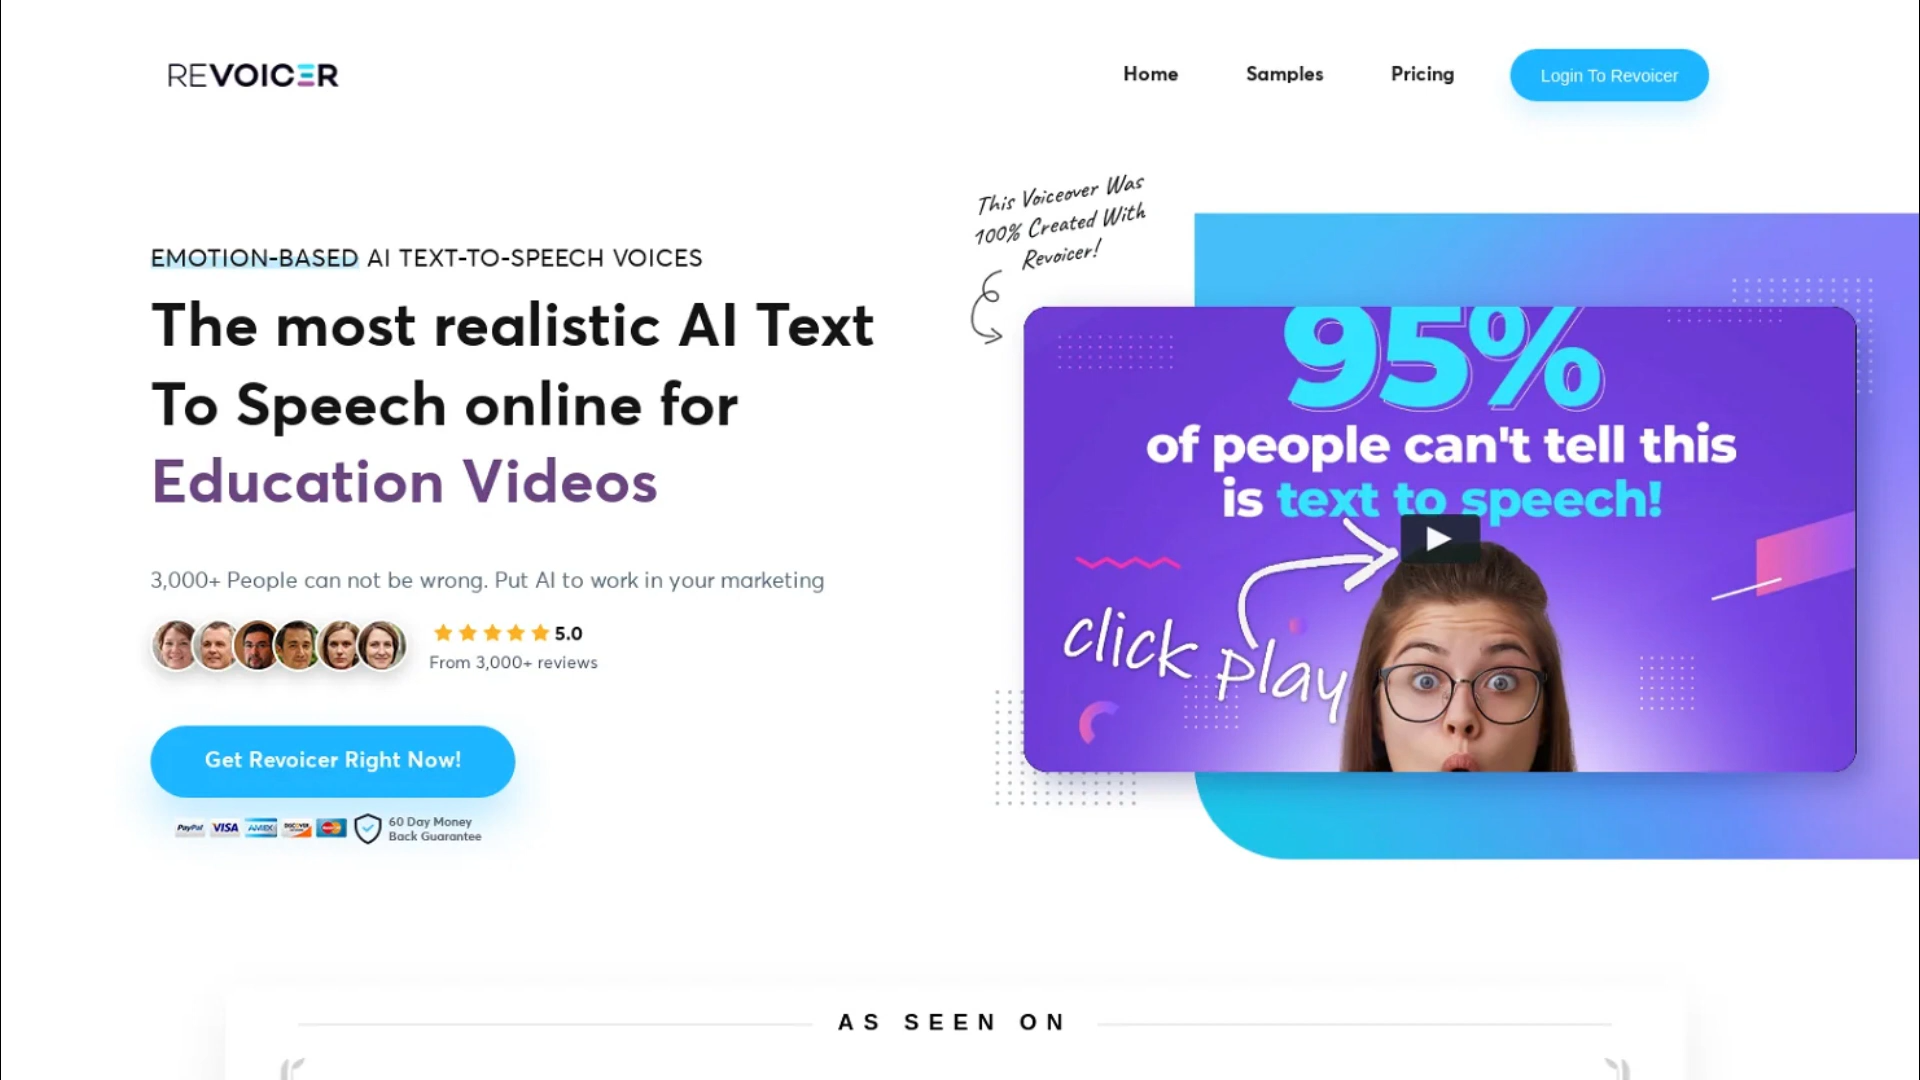 REVOICER
Home
Samples
Pricing
Login To Revoicer
This Voiceover Was
100% Created With
Revoicer!
EMOTION-BASED AI TEXT-TO-SPEECH VOICES
The most realistic AI Text
To Speech online for
Education Videos
3,000+ People can not be wrong. Put AI to work in your marketing
5.0
From 3,000+ reviews
Get Revoicer Right Now!
PayPal VISA AMEX DISCOVER
60 Day Money
Back Guarantee
95%
of people can't tell this
is text to speech!
click play
AS SEEN ON